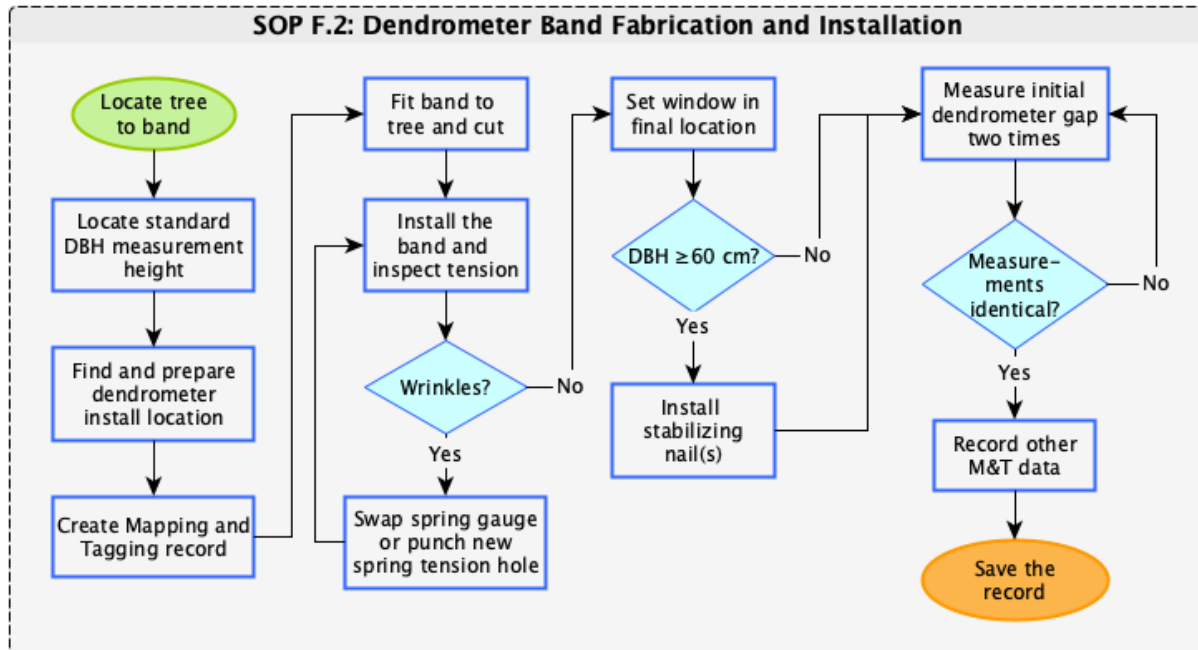 SOP F.2: Dendrometer Band Fabrication and Installation
Locate tree
to band
Locate standard
DBH measurement
height
Find and prepare
dendrometer
install location
Create Mapping and
Tagging record
Fit band to
tree and cut
Install the
band and
inspect tension
Wrinkles?
No
Yes
Swap spring gauge
or punch new
spring tension hole
Set window in
final location
DBH ≥60 cm?
No
Yes
Install
stabilizing
nail(s)
Measure initial
dendrometer gap
two times
Measure-
ments
identical?
No
Yes
Record other
M&T data
Save the
record